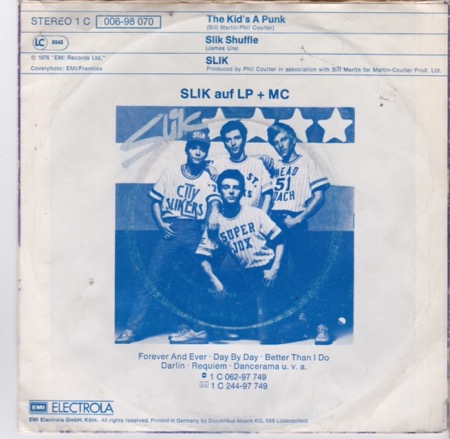 STEREO 1 C 006-98 070
The Kid's A Punk
(Bill Martin/Phil Coulter)
LC 0542
Slik Shuffle
(James Ure)
℗ 1976 "EMI Records Ltd."
SLIK
Coverphoto: EMI/Franklea
Produced by Phil Coulter in association with Bill Martin for Martin-Coulter Prod. Ltd.
SLIK auf LP + MC
Slik
CITY
SLIKERS
ST.
HEAD
51
COACH
SUPER
JOX
Forever And Ever · Day By Day · Better Than I Do
Darlin · Requiem · Dancerama u. v. a.
1 C 062-97 749
1 C 244-97 749
EMI ELECTROLA
EMI Electrola GmbH, Köln. All rights reserved. Printed in Germany by Druckhaus Maack KG, 588 Lüdenscheid